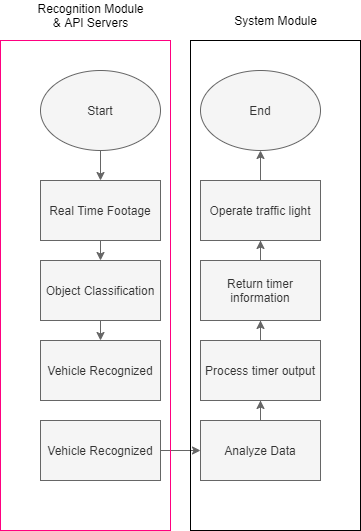 Recognition Module
& API Servers
System Module
Start
Real Time Footage
Object Classification
Vehicle Recognized
Vehicle Recognized
End
Operate traffic light
Return timer
information
Process timer output
Analyze Data